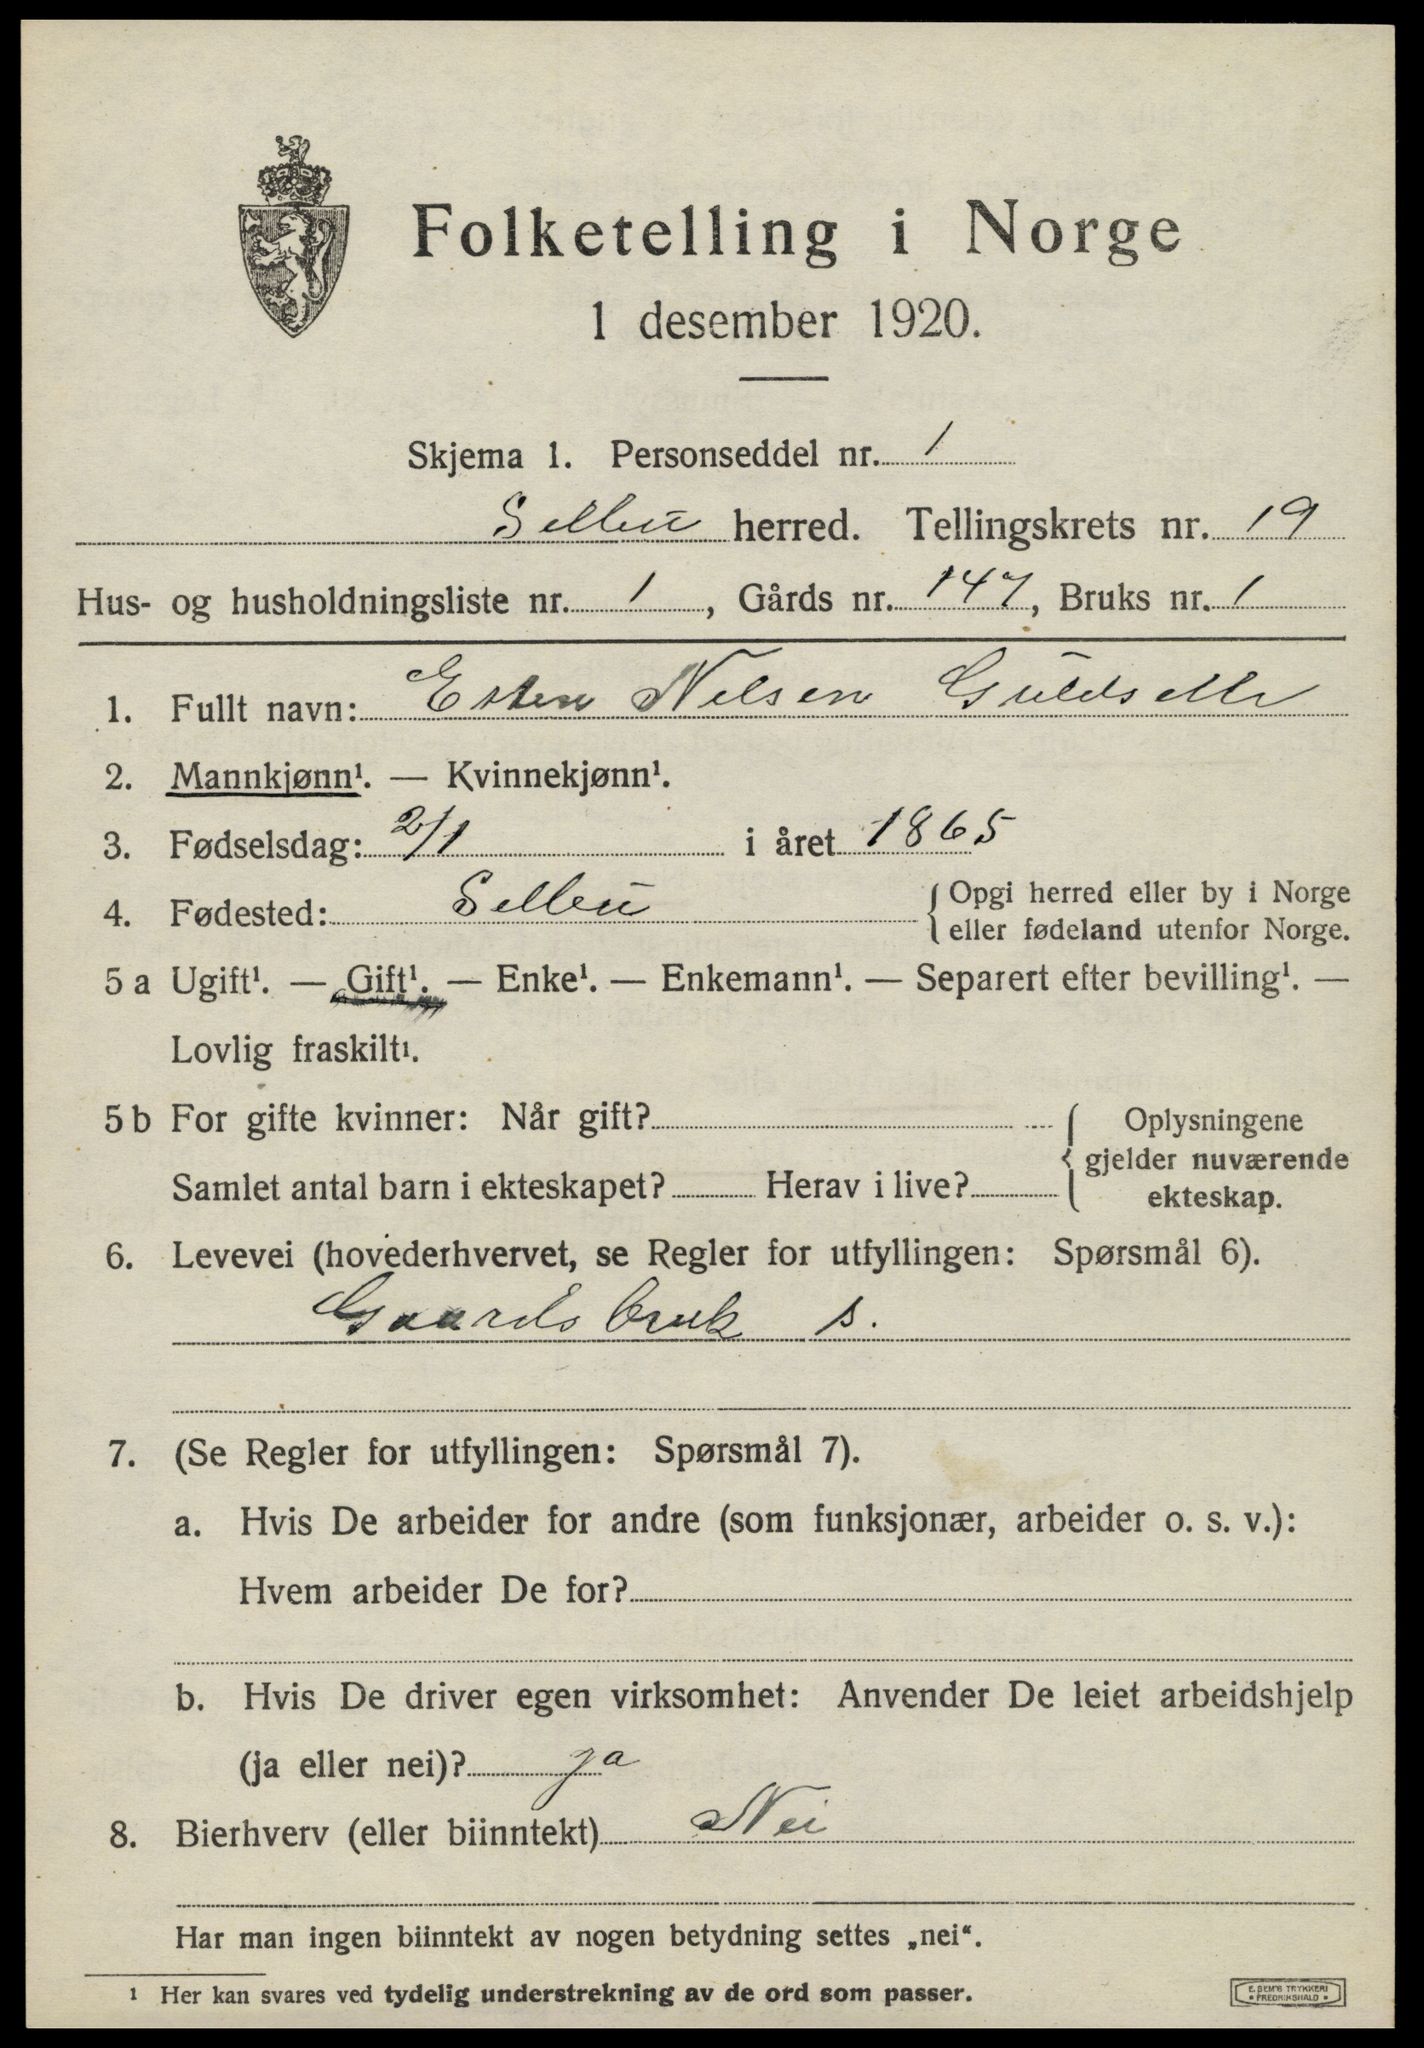 Folketelling i Norge
1 desember 1920.
Skjema 1. Personseddel nr. 1
Selbu herred. Tellingskrets nr. 19
Hus- og husholdningsliste nr. 1, Gårds nr. 147, Bruks nr. 1
1. Fullt navn: Esten Nilsen Guldseth
2. Mannkjønn¹. — Kvinnekjønn¹.
3. Fødselsdag: 2/1 i året 1865
4. Fødested: Selbu { Opgi herred eller by i Norge
eller fødeland utenfor Norge.
5 a Ugift¹. — Gift¹. — Enke¹. — Enkemann¹. — Separert efter bevilling¹. —
Lovlig fraskilt¹.
5 b For gifte kvinner: Når gift? { Oplysningene
gjelder nuværende
Samlet antal barn i ekteskapet? Herav i live? ekteskap.
6. Levevei (hovederhvervet, se Regler for utfyllingen: Spørsmål 6).
Gaardsbruk s.
7. (Se Regler for utfyllingen: Spørsmål 7).
a. Hvis De arbeider for andre (som funksjonær, arbeider o. s. v.):
Hvem arbeider De for?
b. Hvis De driver egen virksomhet: Anvender De leiet arbeidshjelp
(ja eller nei)? ja
8. Bierhverv (eller biinntekt) Nei
Har man ingen biinntekt av nogen betydning settes „nei“.
¹ Her kan svares ved tydelig understrekning av de ord som passer.
E. SEM'S TRYKKERI
• FREDRIKSHALD •